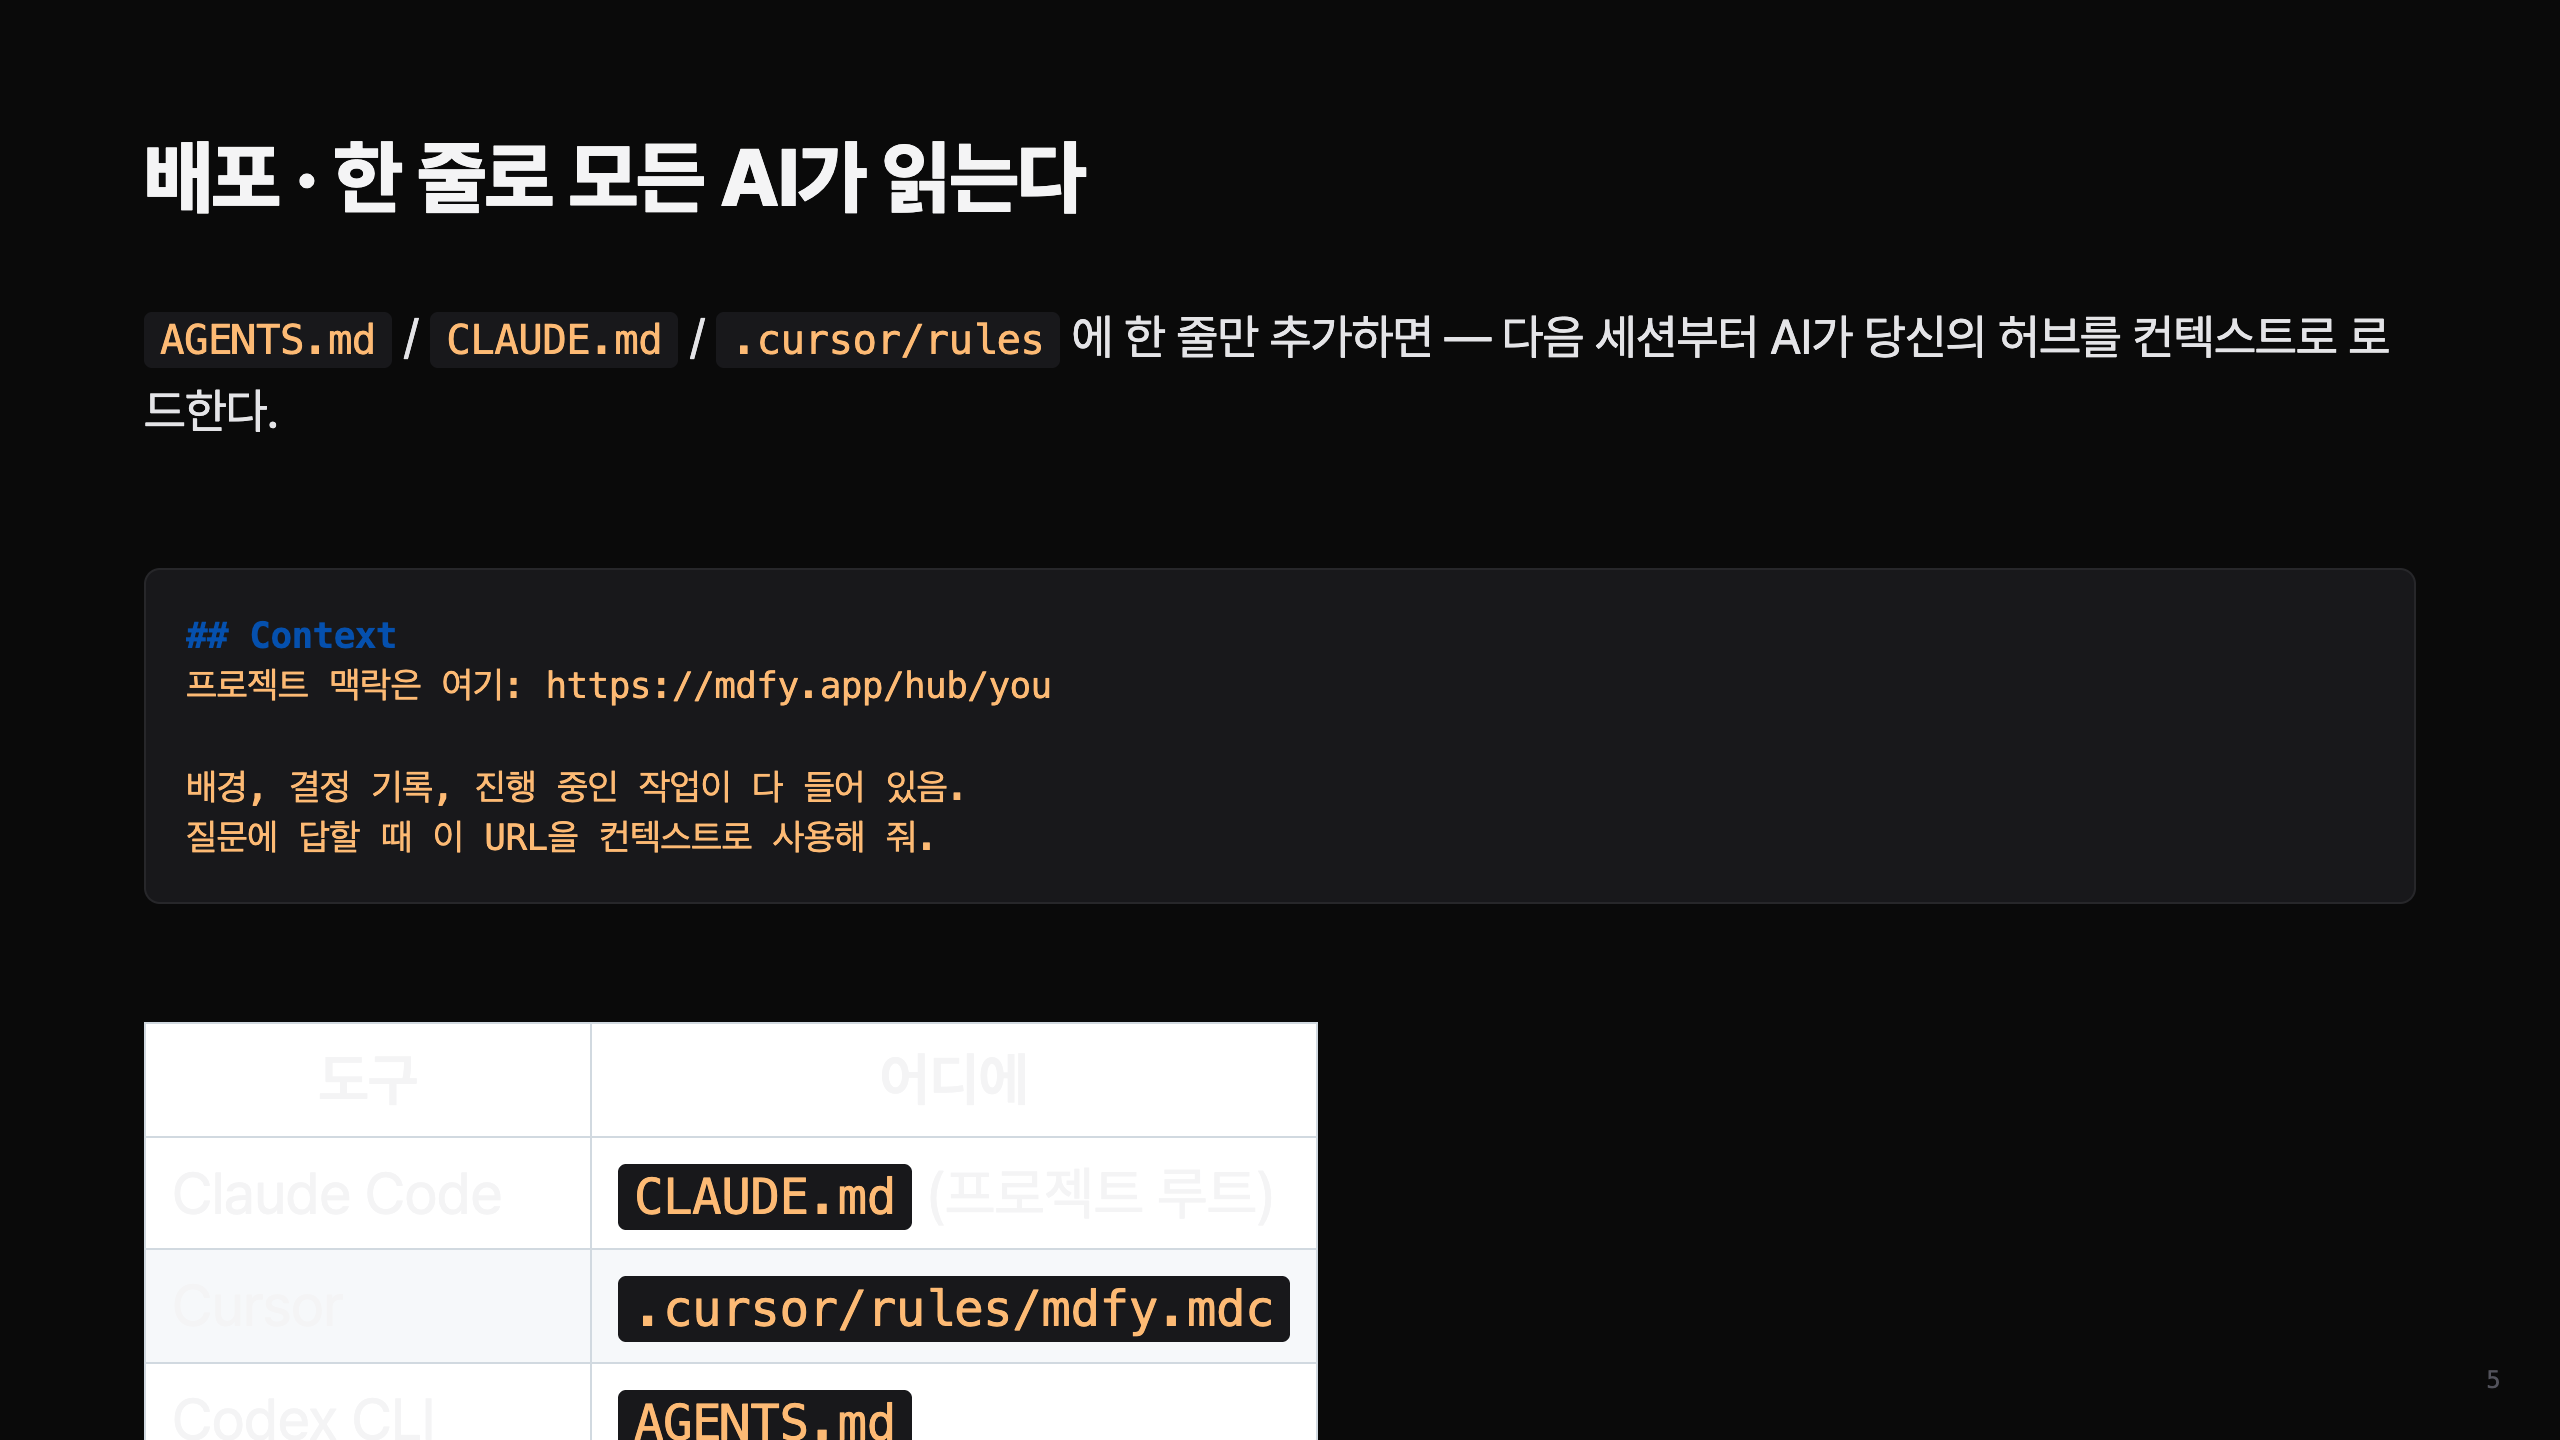 배포 · 한 줄로 모든 AI가 읽는다
AGENTS.md / CLAUDE.md / .cursor/rules 에 한 줄만 추가하면 — 다음 세션부터 AI가 당신의 허브를 컨텍스트로 로
드한다.
## Context
프로젝트 맥락은 여기: https://mdfy.app/hub/you
배경, 결정 기록, 진행 중인 작업이 다 들어 있음.
질문에 답할 때 이 URL을 컨텍스트로 사용해 줘.
도구 어디에
Claude Code CLAUDE.md (프로젝트 루트)
Cursor .cursor/rules/mdfy.mdc
Codex CLI AGENTS.md
5